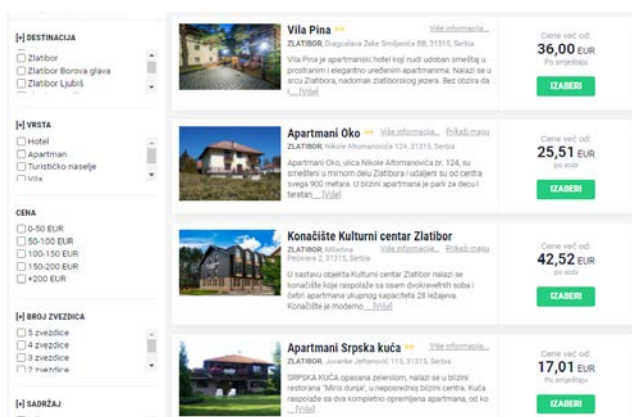 [+] DESTINACIJA
Zlatibor
Zlatibor Borova glava
Zlatibor Ljubiš
[+] VRSTA
Hotel
Apartman
Turističko naselje
Vila
CENA
0-50 EUR
50-100 EUR
100-150 EUR
150-200 EUR
+200 EUR
[+] BROJ ZVEZDICA
5 zvezdice
4 zvezdice
3 zvezdice
2 zvezdice
[+] SADRŽAJ
Vila Pina
Više informacija...
ZLATIBOR, Dragoslava Zeke Smiljanića BB, 31315, Serbia
Vila Pina je apartmanski hotel koji nudi udoban smeštaj u
prostranim i elegantno uređenim apartmanima. Nalazi se u
srcu Zlatibora, nadomak zlatiborskog jezera. Bez obzira da
l ... [Više]
Cene već od:
36,00 EUR
Po smještaju
IZABERI
Apartmani Oko
Više informacija... Prikaži mapu
ZLATIBOR, Nikole Altomanovića 124, 31315, Serbia
Apartmani Oko, ulica Nikole Altomanovića br. 124, su
smešteni u mirnom delu Zlatibora i udaljeni su od centra
svega 900 metara. U blizini apartmana je park za decu I
teretan ... [Više]
Cene već od:
25,51 EUR
po sobi
IZABERI
Konačište Kulturni centar Zlatibor
ZLATIBOR, Miladina
Više informacija... Prikaži mapu
Pećinara 2, 31315, Serbia
U sastavu objekta Kulturni centar Zlatibor nalazi se
konačište koje raspolaže sa osam dvokrevetnih soba i
četiri apartmana ukupnog kapaciteta 28 ležajeva.
Konačište je moderno ... [Više]
Cene već od:
42,52 EUR
po sobi
IZABERI
Apartmani Srpska kuća
Više informacija...
ZLATIBOR, Jovanke Jeftanović 115, 31315, Serbia
SRPSKA KUĆA opasana zelenilom, nalazi se u blizini
restorana "Miris dunja", u neposrednoj blizini centra. Kuća
raspolaže sa dva kompletno opremljena apartmana, od ko
... [Više]
Cene već od:
17,01 EUR
Po smještaju
IZABERI